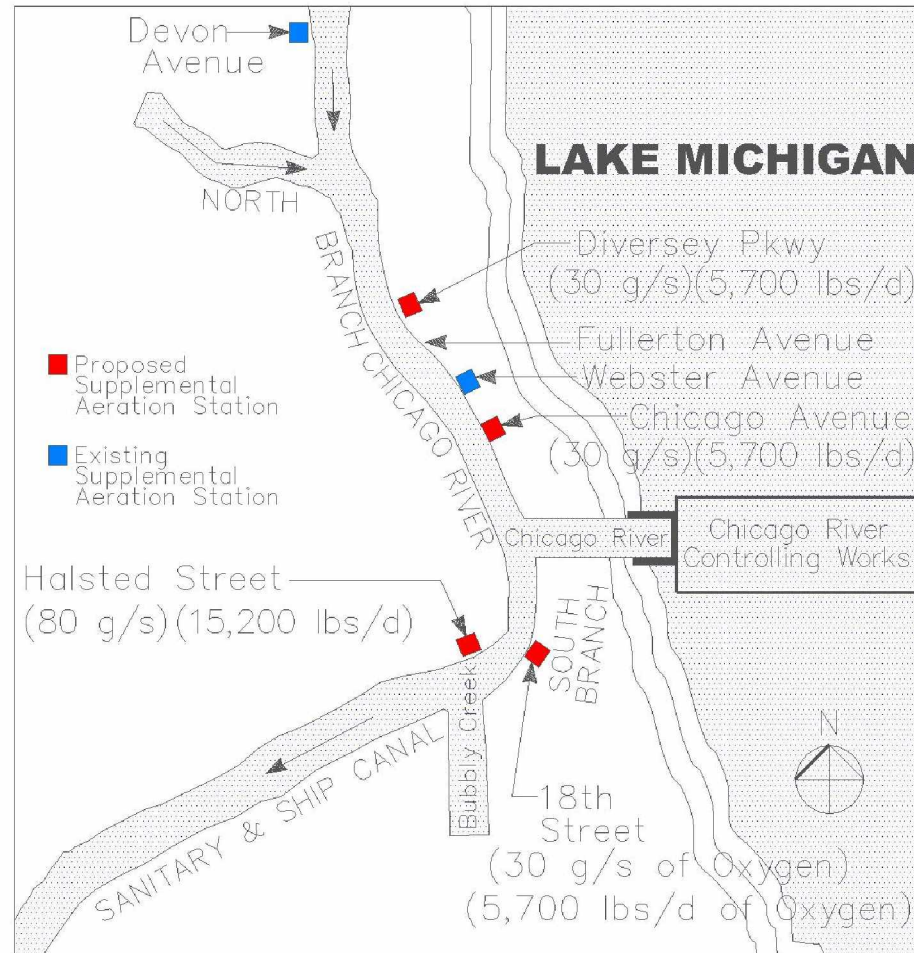 Devon
Avenue
LAKE MICHIGAN
NORTH
BRANCH CHICAGO RIVER
Diversey Pkwy
(30 g/s)(5,700 lbs/d)
Fullerton Avenue
Webster Avenue
Chicago Avenue
(30 g/s)(5,700 lbs/d)
Proposed
Supplemental
Aeration Station
Existing
Supplemental
Aeration Station
Chicago River
Chicago River
Controlling Works
Halsted Street
(80 g/s)(15,200 lbs/d)
SOUTH
BRANCH
Bubbly Creek
SANITARY & SHIP CANAL
N
18th
Street
(30 g/s of Oxygen)
(5,700 lbs/d of Oxygen)